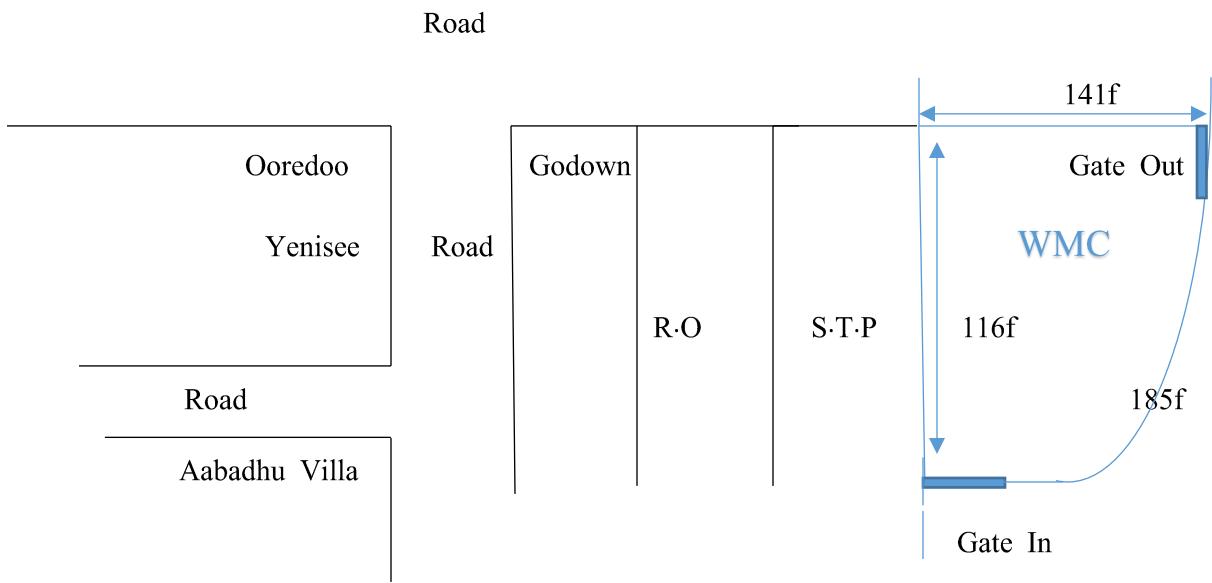 Road
141f
Ooredoo
Godown
Gate Out
Yenisee
Road
WMC
R.O
S.T.P
116f
Road
185f
Aabadhu Villa
Gate In